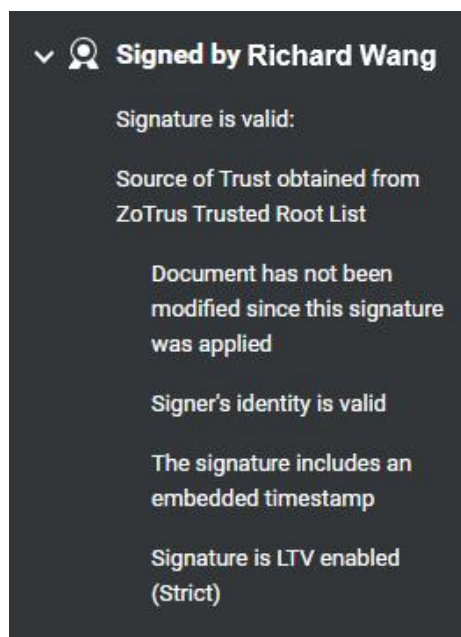 Signed by Richard Wang
Signature is valid:
Source of Trust obtained from
ZoTrus Trusted Root List
Document has not been
modified since this signature
was applied
Signer's identity is valid
The signature includes an
embedded timestamp
Signature is LTV enabled
(Strict)